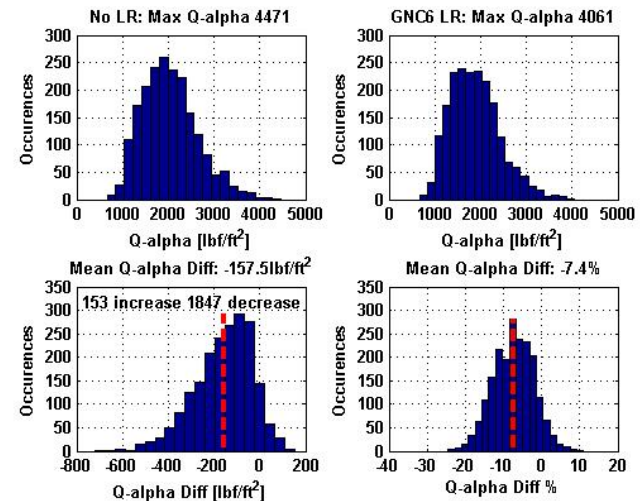 No LR: Max Q-alpha 4471
300
250
200
150
100
50
0
Occurences
0 1000 2000 3000 4000 5000
Q-alpha [lbf/ft²]
GNC6 LR: Max Q-alpha 4061
300
250
200
150
100
50
0
Occurences
0 1000 2000 3000 4000 5000
Q-alpha [lbf/ft²]
Mean Q-alpha Diff: -157.5lbf/ft²
153 increase 1847 decrease
350
300
250
200
150
100
50
0
Occurences
-800 -600 -400 -200 0 200
Q-alpha Diff [lbf/ft²]
Mean Q-alpha Diff: -7.4%
350
300
250
200
150
100
50
0
Occurences
-40 -30 -20 -10 0 10 20
Q-alpha Diff %